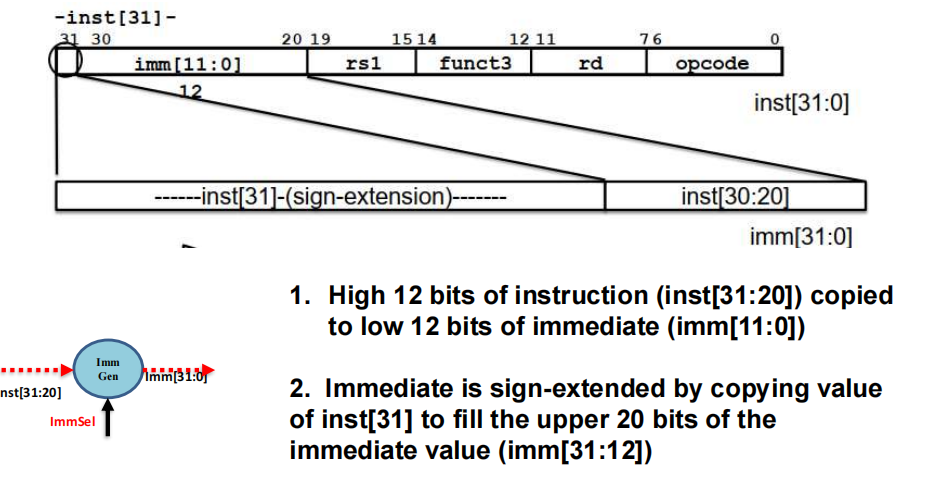 -inst[31]-
31 30 20 19 15 14 12 11 7 6 0
imm[11:0] rs1 funct3 rd opcode
12
inst[31:0]
------inst[31]-(sign-extension)------- inst[30:20]
imm[31:0]
1. High 12 bits of instruction (inst[31:20]) copied
to low 12 bits of immediate (imm[11:0])
Imm
Gen
nst[31:20]
Imm[31:0]
ImmSel
2. Immediate is sign-extended by copying value
of inst[31] to fill the upper 20 bits of the
immediate value (imm[31:12])